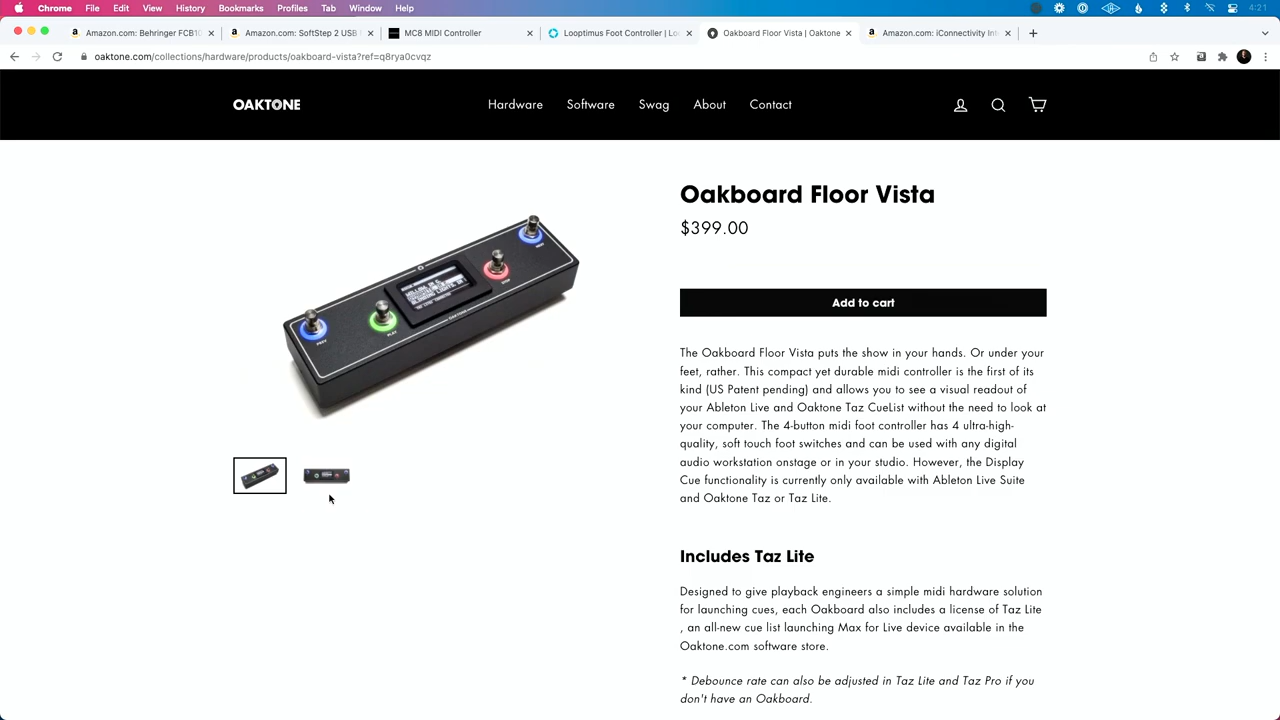 Chrome File Edit View History Bookmarks Profiles Tab Window Help 4:21
Amazon.com: Behringer FCB10
Amazon.com: SoftStep 2 USB
MC8 MIDI Controller
Looptimus Foot Controller | Lo
Oakboard Floor Vista | Oaktone
Amazon.com: iConnectivity Int
oaktone.com/collections/hardware/products/oakboard-vista?ref=q8rya0cvqz
OAKTONE
Hardware Software Swag About Contact
Oakboard Floor Vista
$399.00
Add to cart
The Oakboard Floor Vista puts the show in your hands. Or under your
feet, rather. This compact yet durable midi controller is the first of its
kind (US Patent pending) and allows you to see a visual readout of
your Ableton Live and Oaktone Taz CueList without the need to look at
your computer. The 4-button midi foot controller has 4 ultra-high-
quality, soft touch foot switches and can be used with any digital
audio workstation onstage or in your studio. However, the Display
Cue functionality is currently only available with Ableton Live Suite
and Oaktone Taz or Taz Lite.
Includes Taz Lite
Designed to give playback engineers a simple midi hardware solution
for launching cues, each Oakboard also includes a license of Taz Lite
, an all-new cue list launching Max for Live device available in the
Oaktone.com software store.
* Debounce rate can also be adjusted in Taz Lite and Taz Pro if you
don't have an Oakboard.